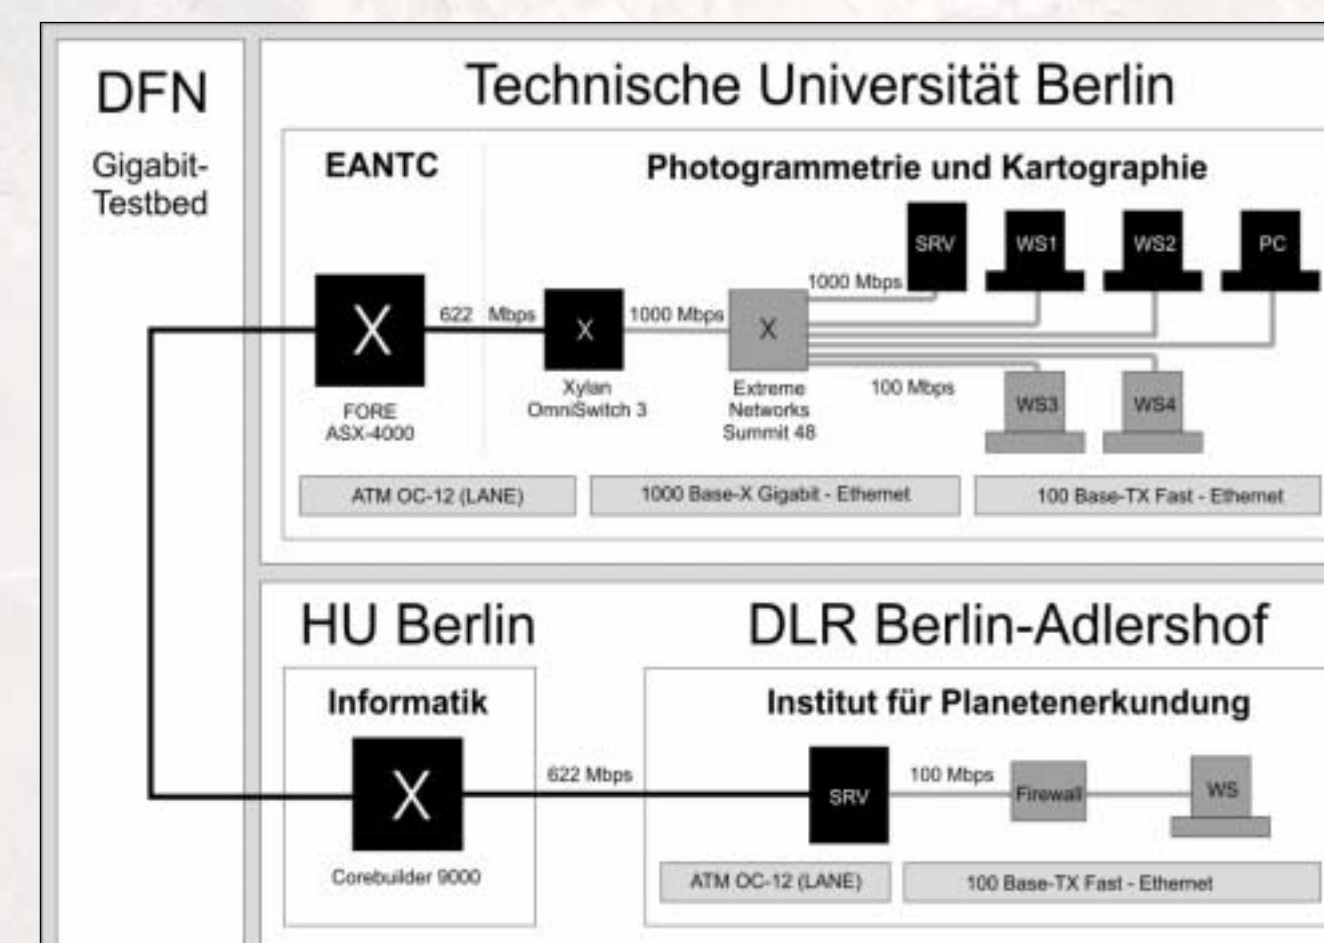 DFN
Gigabit-
Testbed
Technische Universität Berlin
EANTC
Photogrammetrie und Kartographie
SRV
WS1
WS2
PC
1000 Mbps
X
622 Mbps
X
1000 Mbps
X
100 Mbps
WS3
WS4
FORE
ASX-4000
Xylan
OmniSwitch 3
Extreme
Networks
Summit 48
ATM OC-12 (LANE)
1000 Base-X Gigabit - Ethernet
100 Base-TX Fast - Ethernet
HU Berlin
Informatik
X
Corebuilder 9000
622 Mbps
DLR Berlin-Adlershof
Institut für Planetenerkundung
SRV
100 Mbps
Firewall
WS
ATM OC-12 (LANE)
100 Base-TX Fast - Ethernet